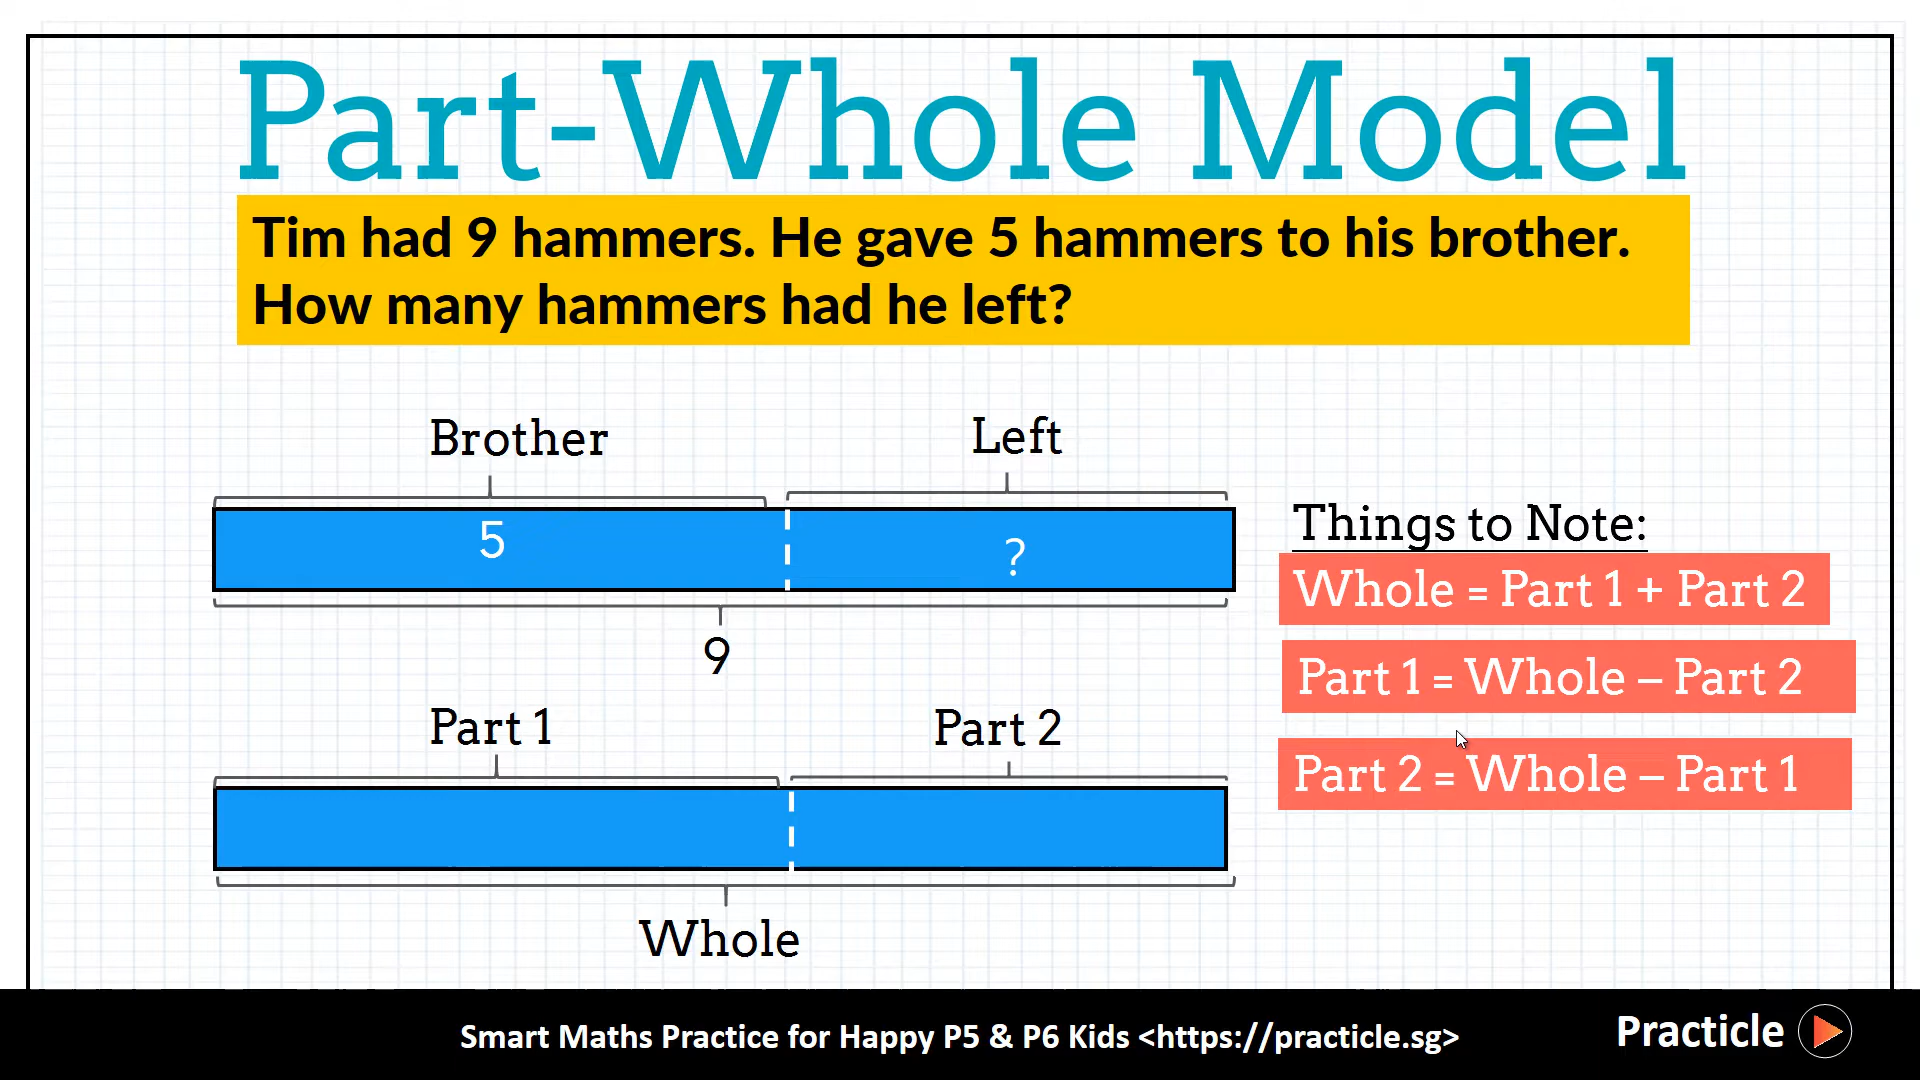 Part-Whole Model
Tim had 9 hammers. He gave 5 hammers to his brother.
How many hammers had he left?
Brother
Left
5
?
9
Part 1
Part 2
Whole
Things to Note:
Whole = Part 1 + Part 2
Part 1 = Whole – Part 2
Part 2 = Whole – Part 1
Smart Maths Practice for Happy P5 & P6 Kids <https://practicle.sg>
Practicle